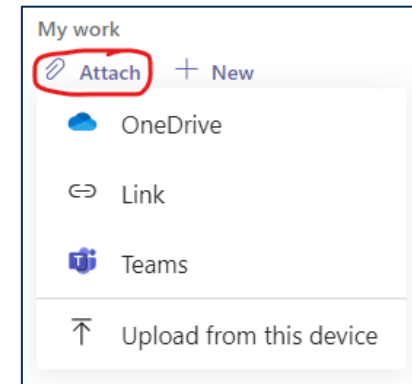 My work
Attach + New
OneDrive
Link
Teams
Upload from this device